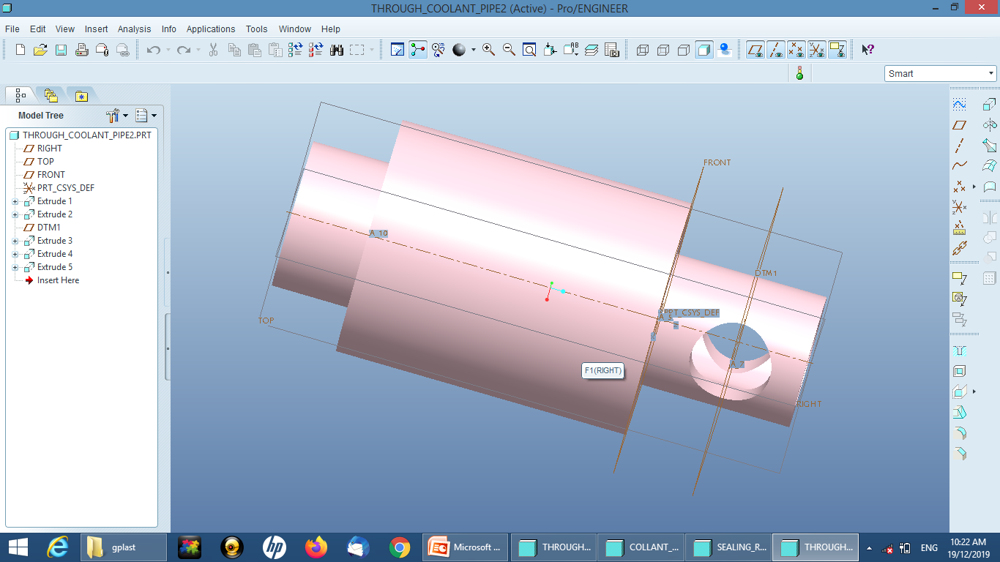 THROUGH_COOLANT_PIPE2 (Active) - Pro/ENGINEER
File Edit View Insert Analysis Info Applications Tools Window Help
Smart
Model Tree
THROUGH_COOLANT_PIPE2.PRT
RIGHT
TOP
FRONT
PRT_CSYS_DEF
Extrude 1
Extrude 2
DTM1
Extrude 3
Extrude 4
Extrude 5
Insert Here
FRONT
A_10
DTM1
PRT_CSYS_DEF
A_5
TOP
A_7
F1(RIGHT)
RIGHT
gplast
Microsoft ...
THROUGH...
COLLANT_...
SEALING_R...
THROUGH...
ENG
10:22 AM
19/12/2019